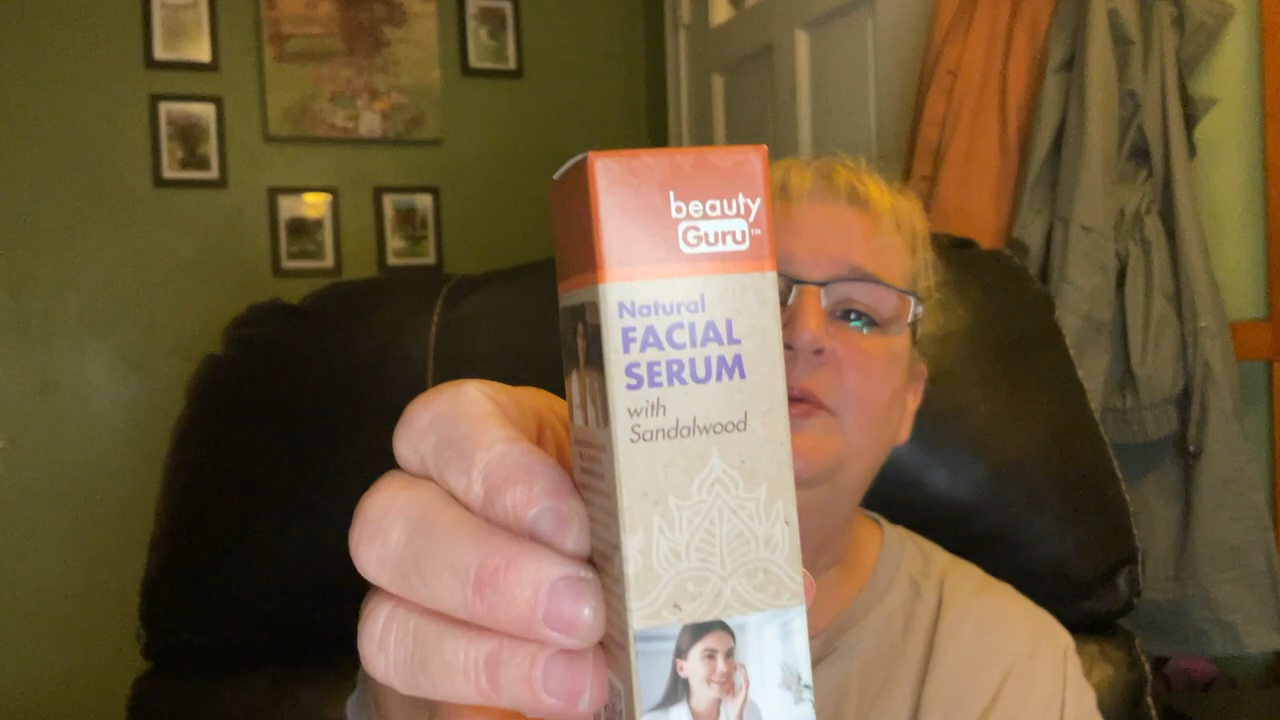 beauty
Guru™
Natural
FACIAL
SERUM
with
Sandalwood